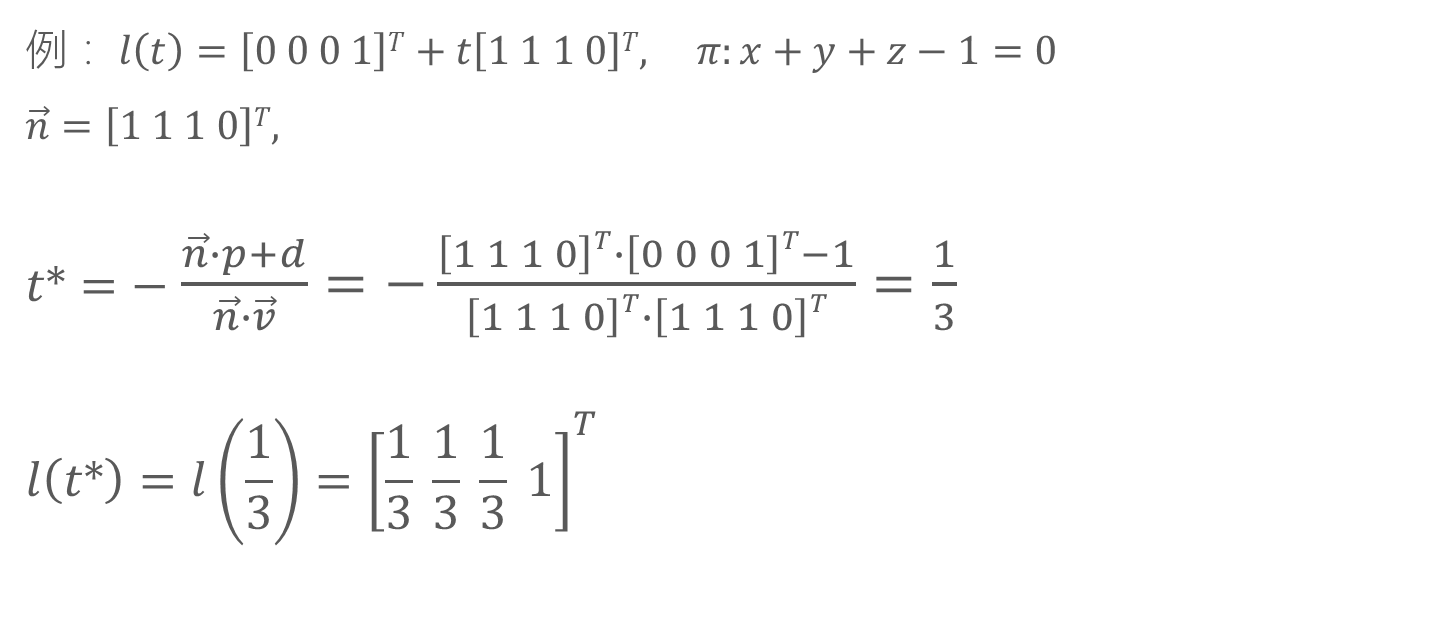 例：l(t) = [0 0 0 1]ᵀ + t[1 1 1 0]ᵀ, π: x + y + z − 1 = 0
n⃗ = [1 1 1 0]ᵀ,
t* = − (n⃗·p+d)/(n⃗·v⃗) = − ([1 1 1 0]ᵀ·[0 0 0 1]ᵀ−1)/([1 1 1 0]ᵀ·[1 1 1 0]ᵀ) = 1/3
l(t*) = l(1/3) = [1/3 1/3 1/3 1]ᵀ